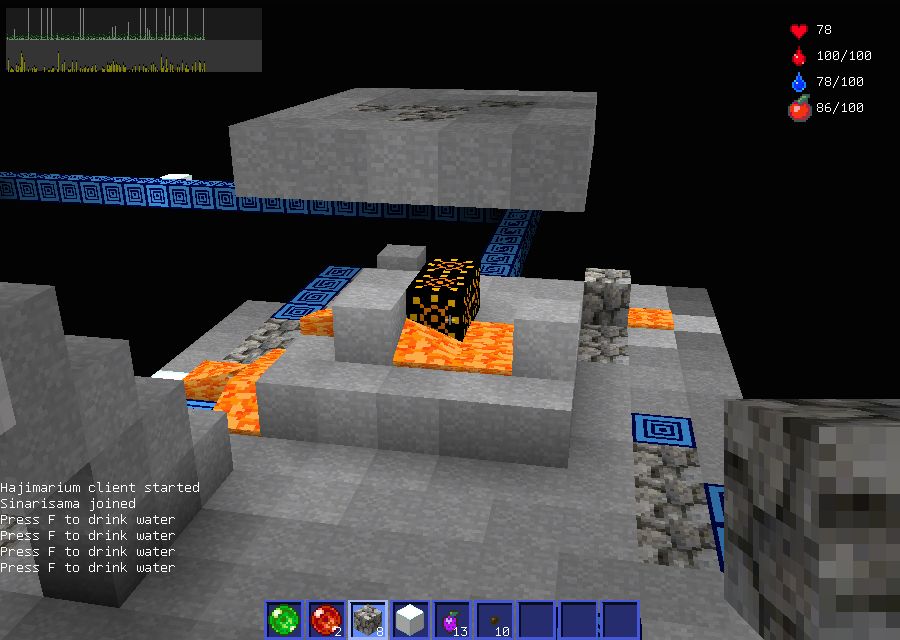 78
100/100
78/100
86/100
Hajimarium client started
Sinarisama joined
Press F to drink water
Press F to drink water
Press F to drink water
Press F to drink water
2 8 13 10